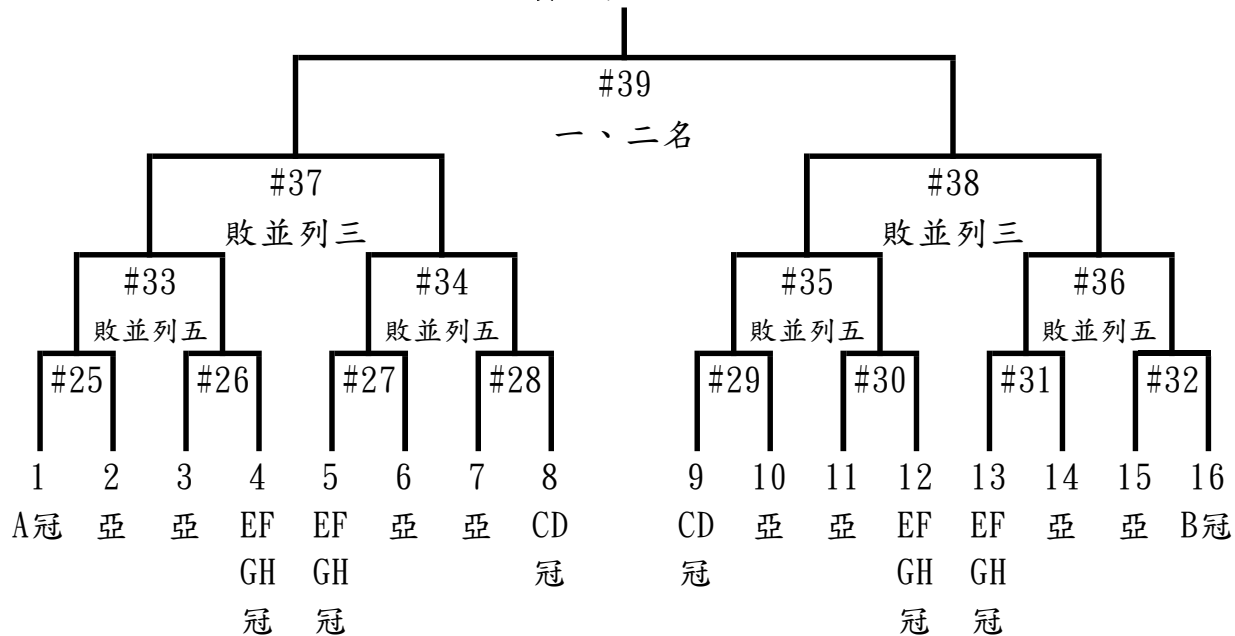 #39
一、二名
#37 #38
敗並列三 敗並列三
#33 #34 #35 #36
敗並列五 敗並列五 敗並列五 敗並列五
#25 #26 #27 #28 #29 #30 #31 #32
1 2 3 4 5 6 7 8 9 10 11 12 13 14 15 16
A冠 亞 亞 EF EF 亞 亞 CD CD 亞 亞 EF EF 亞 亞 B冠
GH GH 冠 冠 GH GH
冠 冠 冠 冠